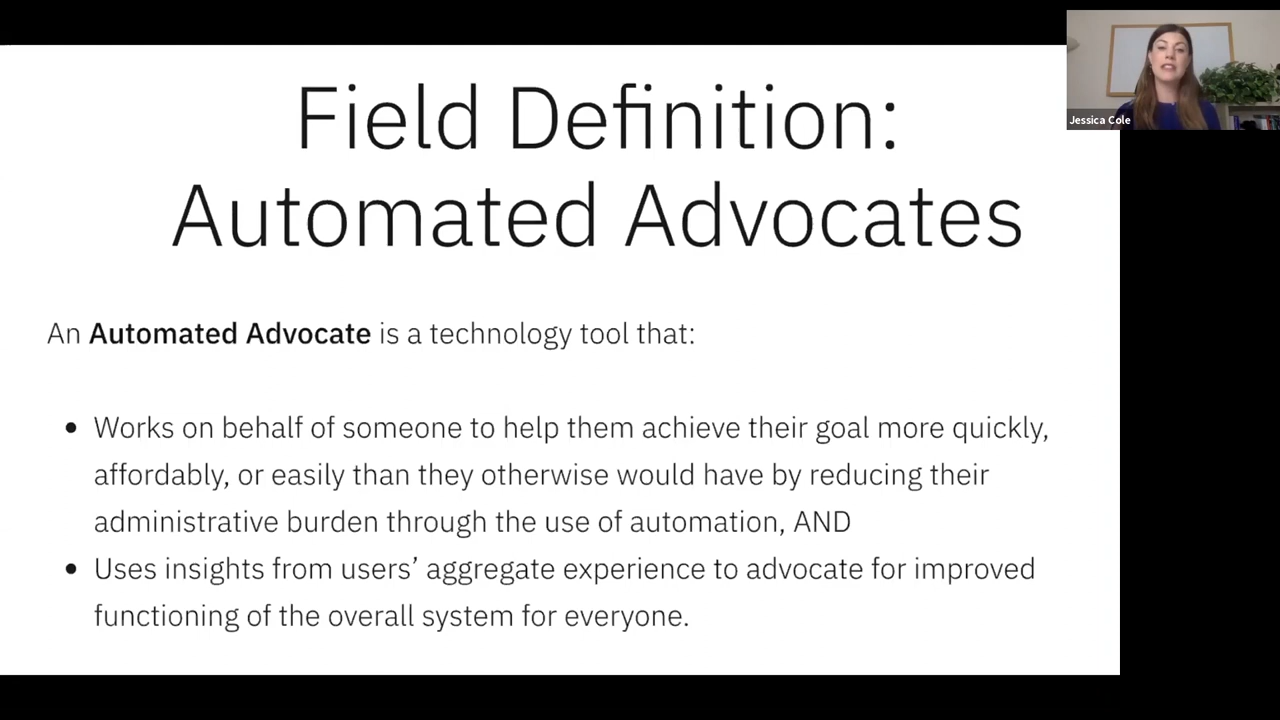 Field Definition:
Automated Advocates
Jessica Cole
An Automated Advocate is a technology tool that:
• Works on behalf of someone to help them achieve their goal more quickly,
affordably, or easily than they otherwise would have by reducing their
administrative burden through the use of automation, AND
• Uses insights from users’ aggregate experience to advocate for improved
functioning of the overall system for everyone.